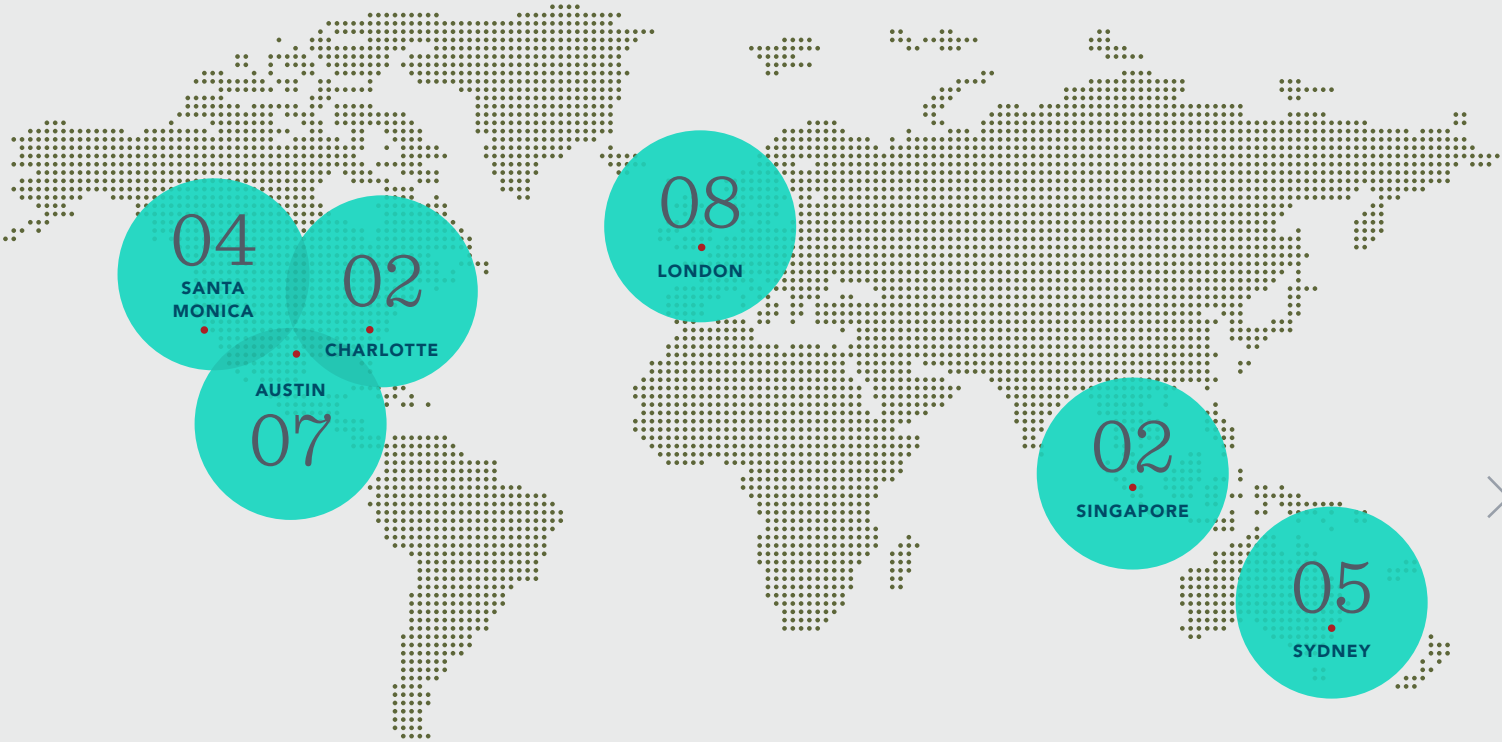 04
SANTA
MONICA
02
CHARLOTTE
AUSTIN
07
08
LONDON
02
SINGAPORE
05
SYDNEY